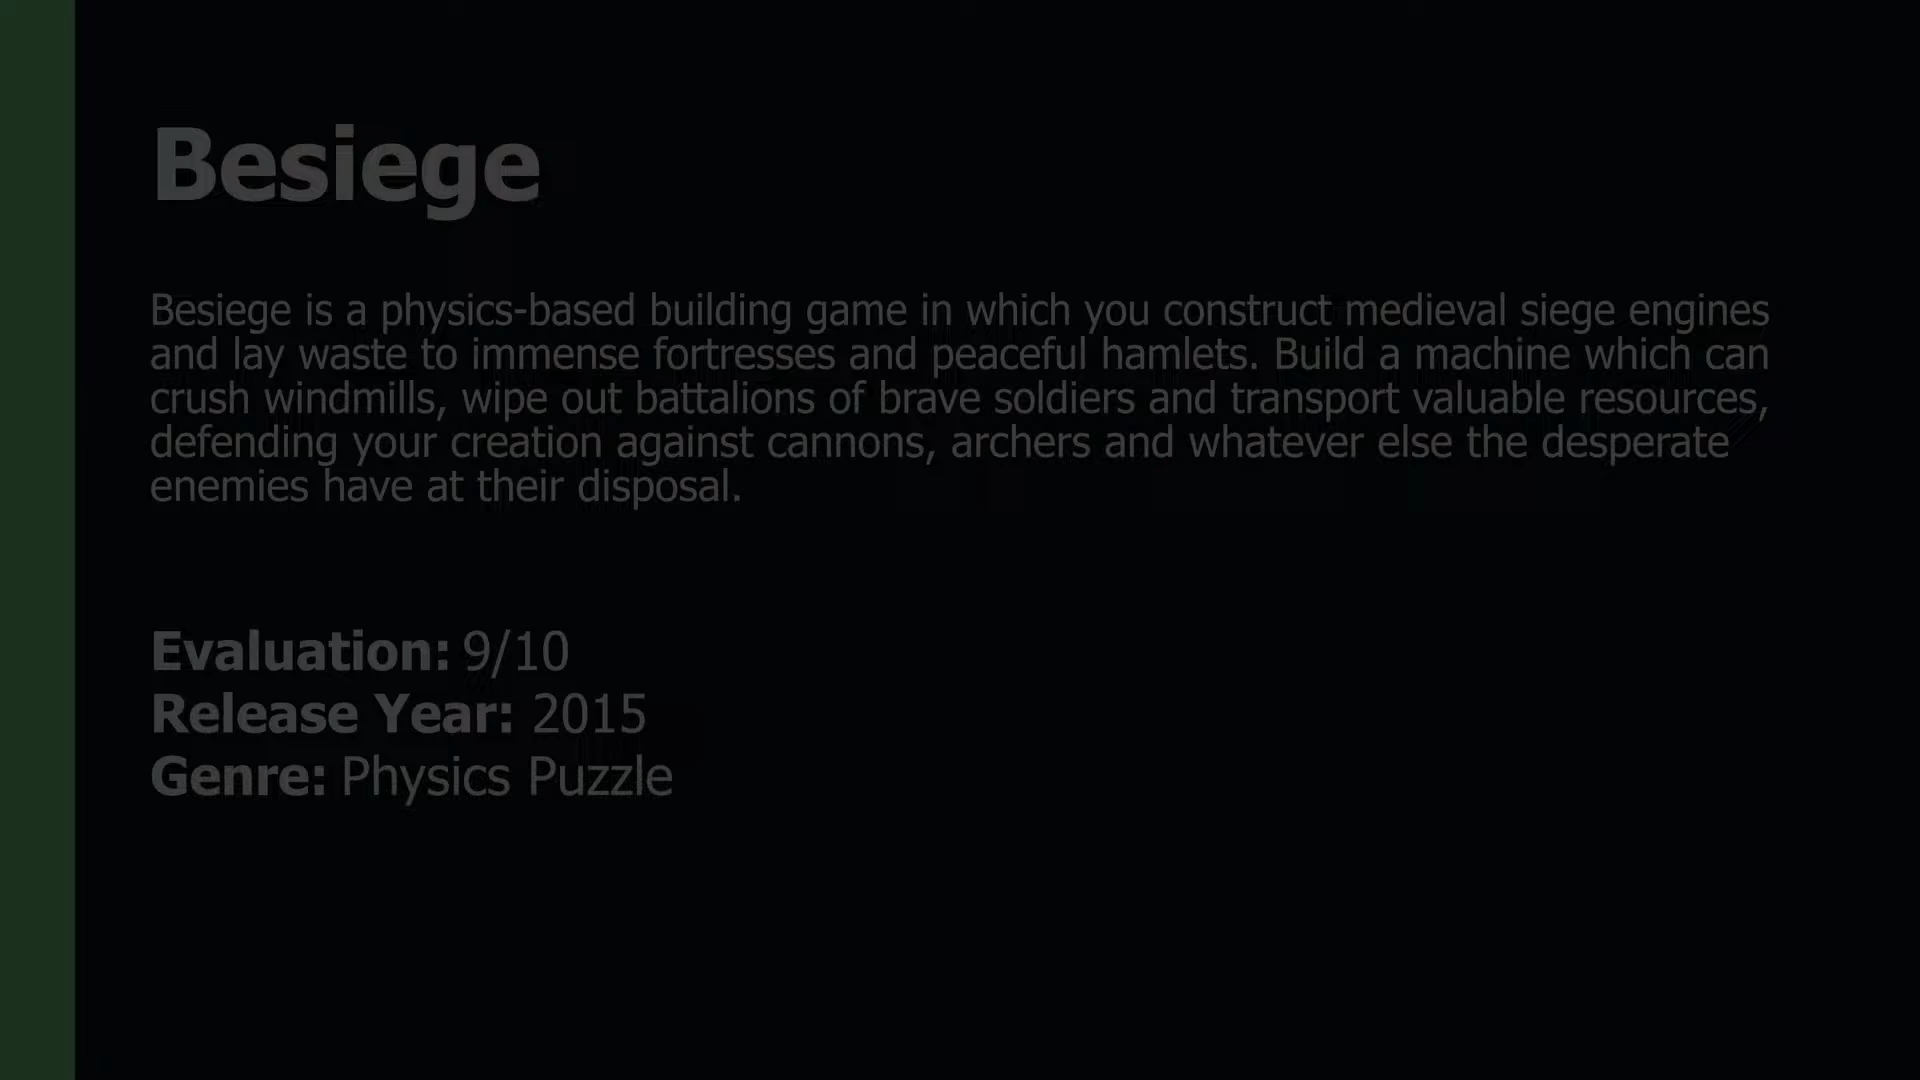 Besiege
Besiege is a physics-based building game in which you construct medieval siege engines
and lay waste to immense fortresses and peaceful hamlets. Build a machine which can
crush windmills, wipe out battalions of brave soldiers and transport valuable resources,
defending your creation against cannons, archers and whatever else the desperate
enemies have at their disposal.
Evaluation: 9/10
Release Year: 2015
Genre: Physics Puzzle